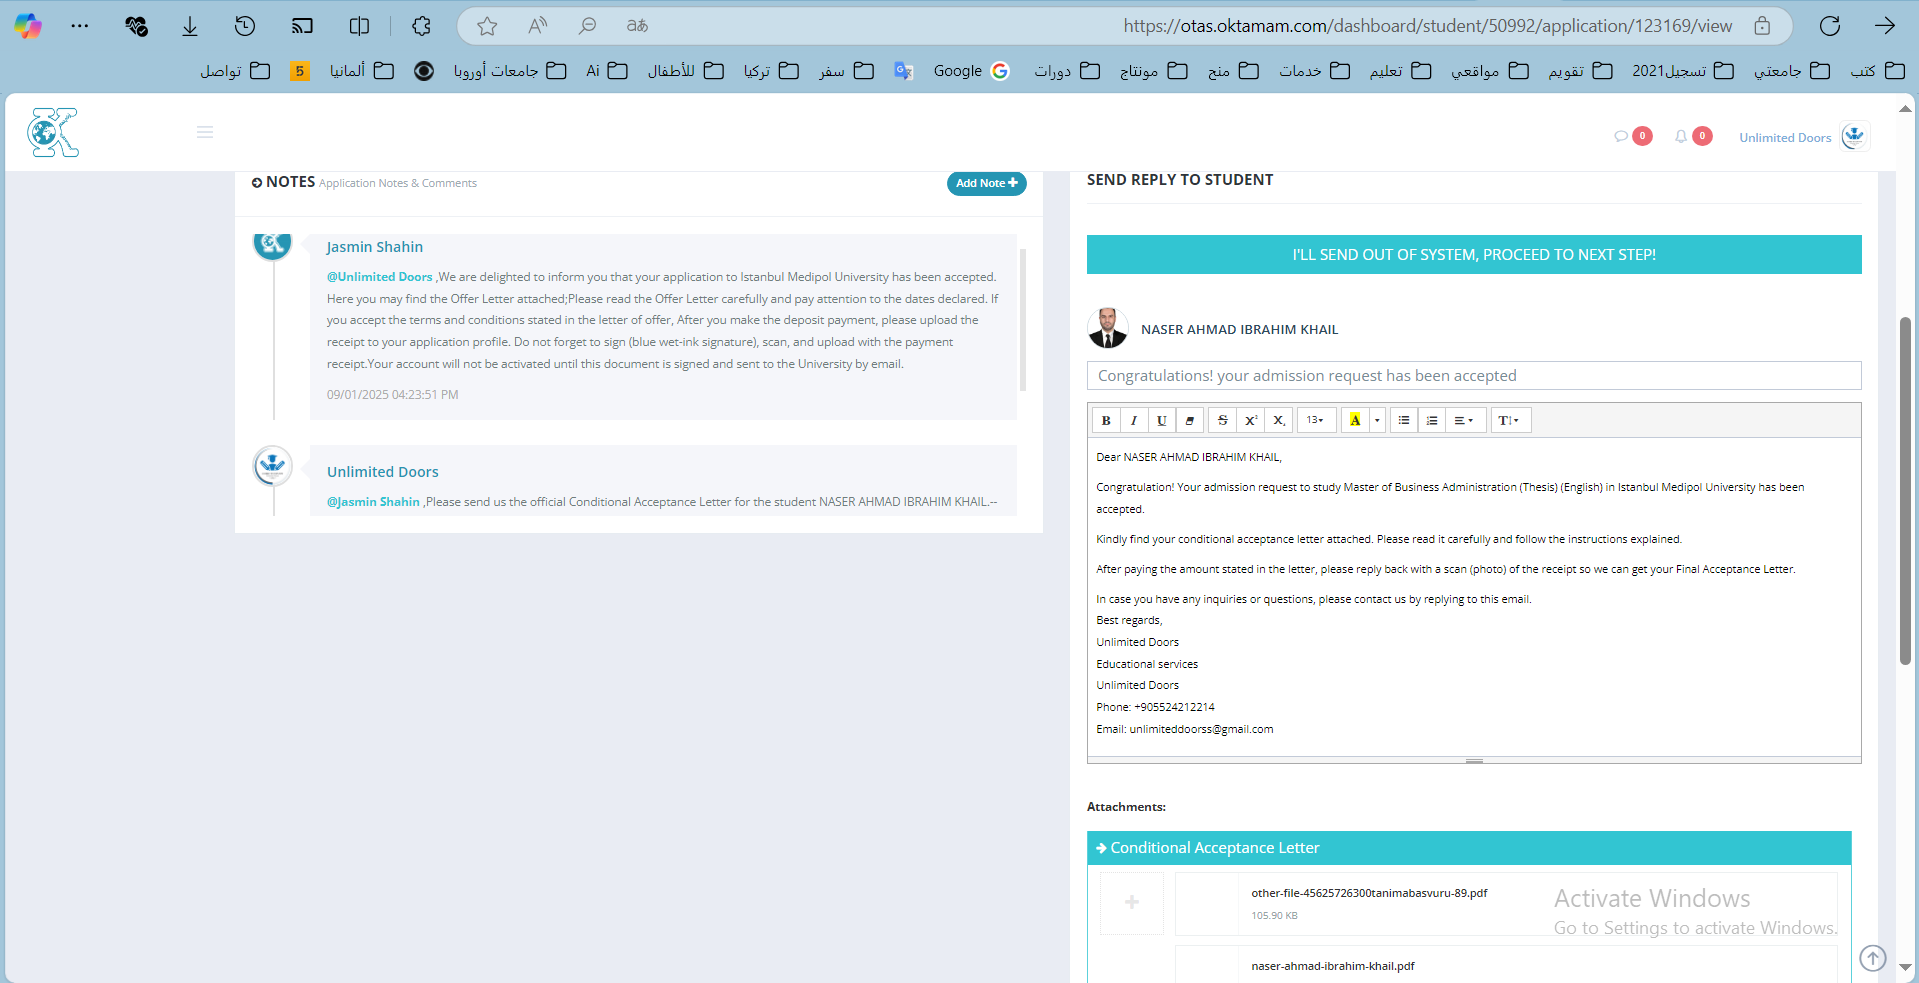 https://otas.oktamam.com/dashboard/student/50992/application/123169/view
كتب
جامعتي
تسجيل2021
تقويم
مواقعي
تعليم
خدمات
منح
مونتاج
دورات
Google
سفر
تركيا
للأطفال
Ai
جامعات أوروبا
ألمانيا
5
تواصل
0
0
Unlimited Doors
NOTES Application Notes & Comments
Add Note
Jasmin Shahin
@Unlimited Doors ,We are delighted to inform you that your application to Istanbul Medipol University has been accepted.
Here you may find the Offer Letter attached;Please read the Offer Letter carefully and pay attention to the dates declared. If
you accept the terms and conditions stated in the letter of offer, After you make the deposit payment, please upload the
receipt to your application profile. Do not forget to sign (blue wet-ink signature), scan, and upload with the payment
receipt.Your account will not be activated until this document is signed and sent to the University by email.
09/01/2025 04:23:51 PM
Unlimited Doors
@Jasmin Shahin ,Please send us the official Conditional Acceptance Letter for the student NASER AHMAD IBRAHIM KHAIL.--
SEND REPLY TO STUDENT
I'LL SEND OUT OF SYSTEM, PROCEED TO NEXT STEP!
NASER AHMAD IBRAHIM KHAIL
Congratulations! your admission request has been accepted
B I U S X² X, 13 A T
Dear NASER AHMAD IBRAHIM KHAIL,
Congratulation! Your admission request to study Master of Business Administration (Thesis) (English) in Istanbul Medipol University has been
accepted.
Kindly find your conditional acceptance letter attached. Please read it carefully and follow the instructions explained.
After paying the amount stated in the letter, please reply back with a scan (photo) of the receipt so we can get your Final Acceptance Letter.
In case you have any inquiries or questions, please contact us by replying to this email.
Best regards,
Unlimited Doors
Educational services
Unlimited Doors
Phone: +905524212214
Email: unlimiteddoorss@gmail.com
Attachments:
Conditional Acceptance Letter
other-file-45625726300tanimabasvuru-89.pdf
105.90 KB
naser-ahmad-ibrahim-khail.pdf
Activate Windows
Go to Settings to activate Windows.